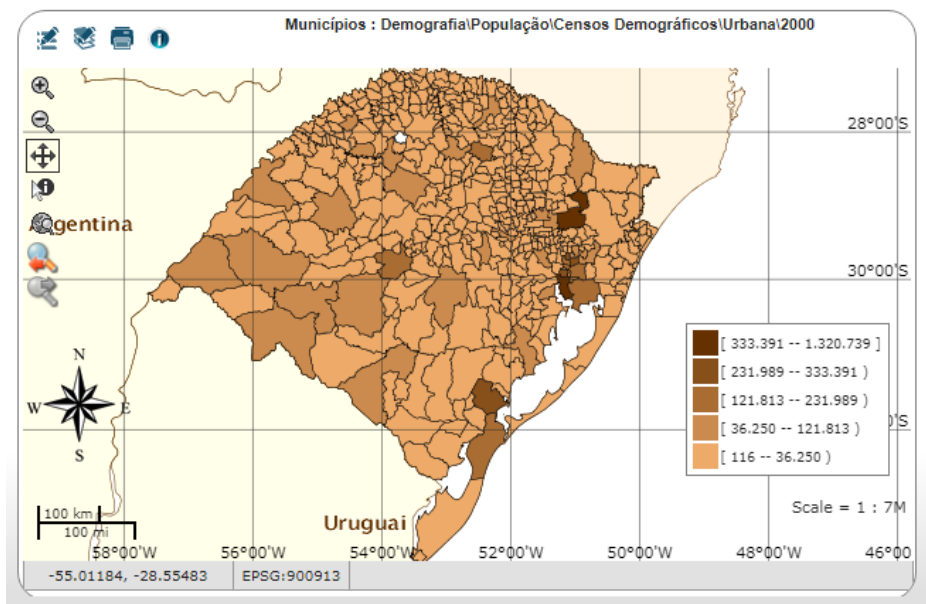 Municípios : Demografia\População\Censos Demográficos\Urbana\2000
28°00'S
Argentina
30°00'S
[ 333.391 -- 1.320.739 ]
[ 231.989 -- 333.391 )
[ 121.813 -- 231.989 )
[ 36.250 -- 121.813 )
[ 116 -- 36.250 )
N
W E
S
0'S
Scale = 1 : 7M
100 km
100 mi
Uruguai
58°00'W 56°00'W 54°00'W 52°00'W 50°00'W 48°00'W 46°00
-55.01184, -28.55483 EPSG:900913